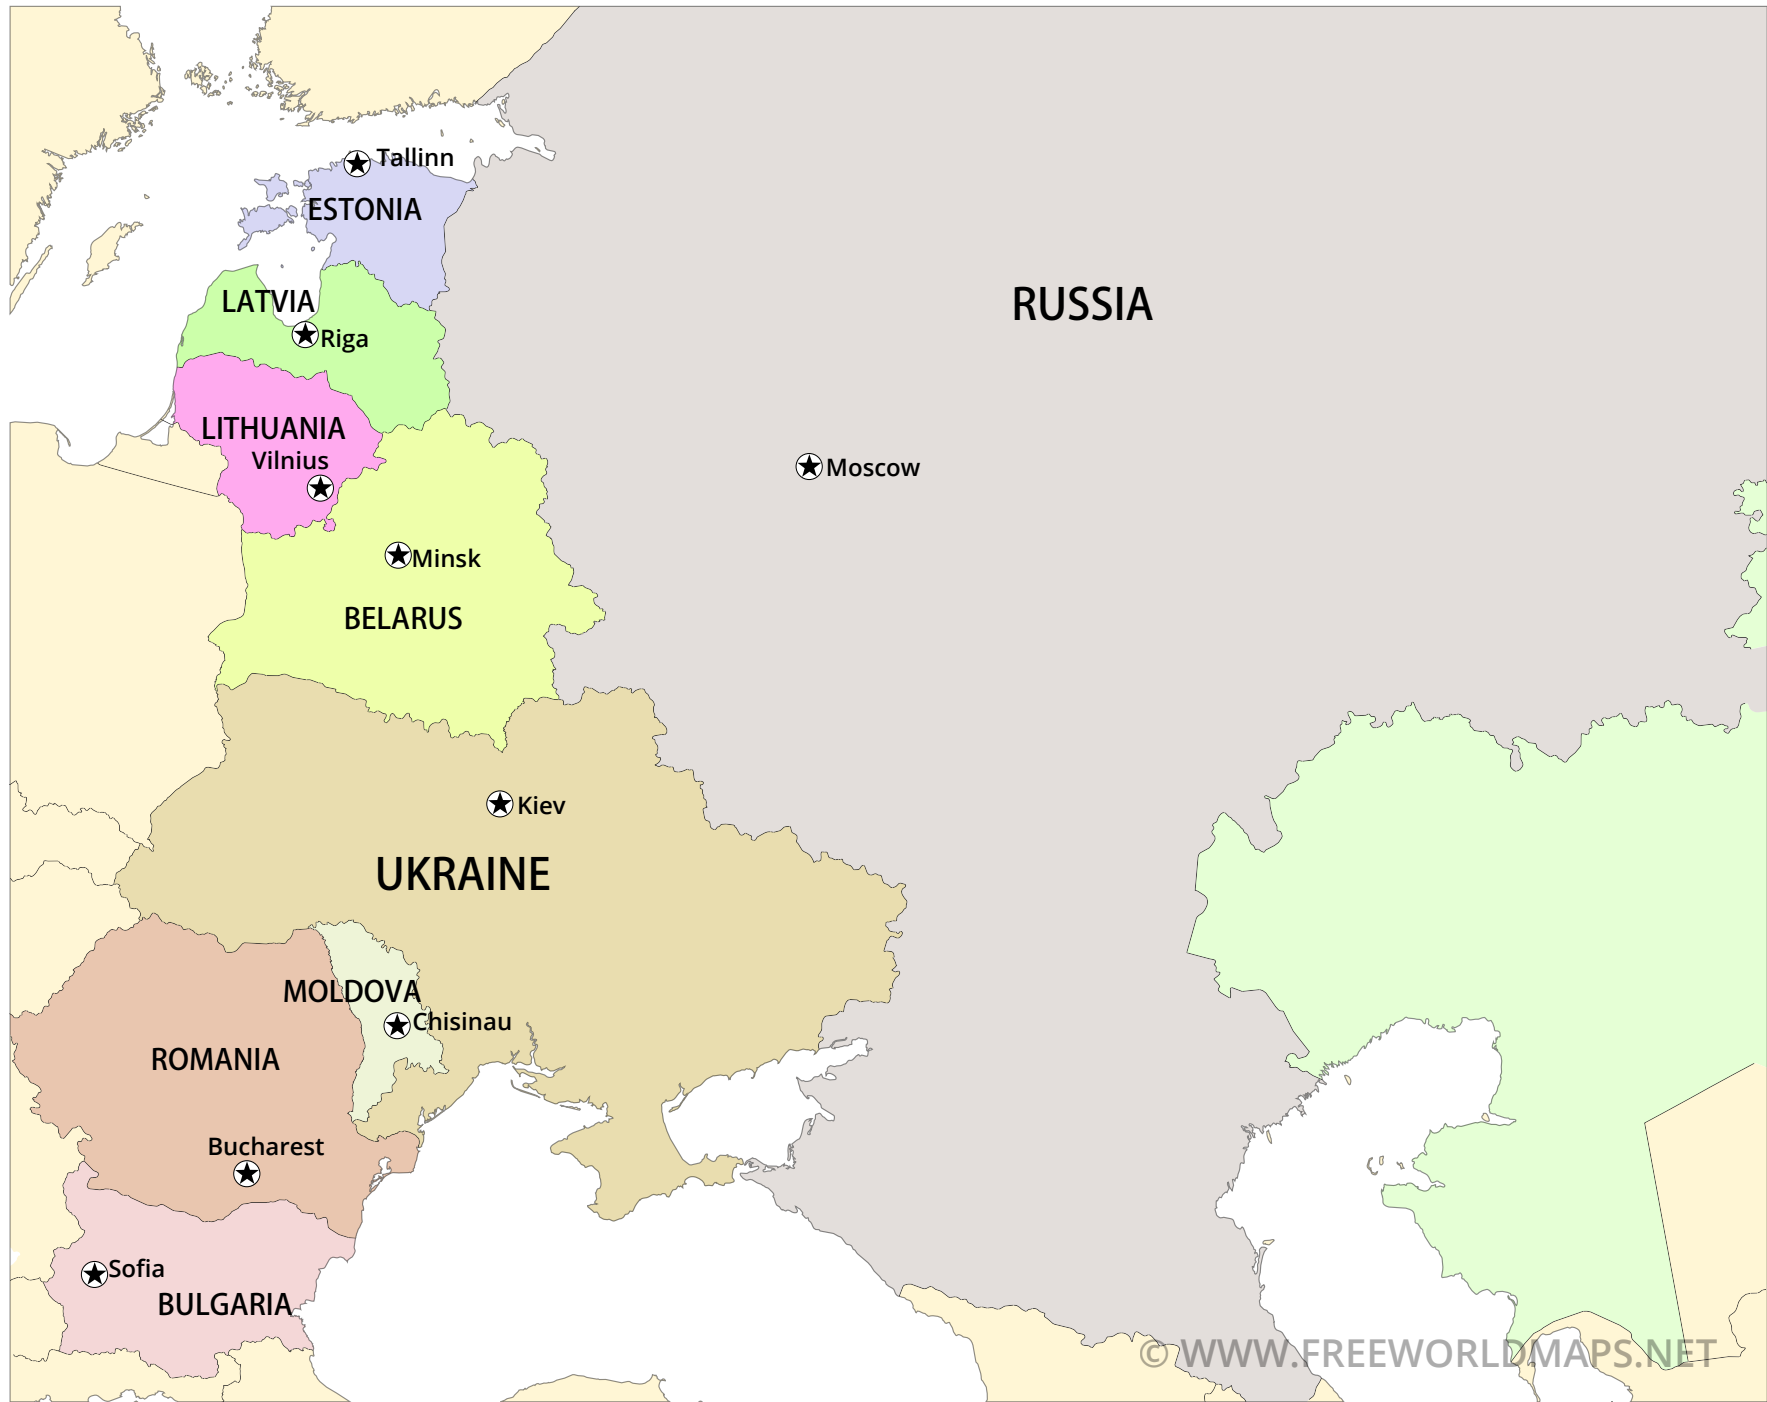 Tallinn
ESTONIA
LATVIA
RUSSIA
Riga
LITHUANIA
Vilnius
Moscow
Minsk
BELARUS
Kiev
UKRAINE
MOLDOVA
Chisinau
ROMANIA
Bucharest
Sofia
BULGARIA
© WWW.FREEWORLDMAPS.NET